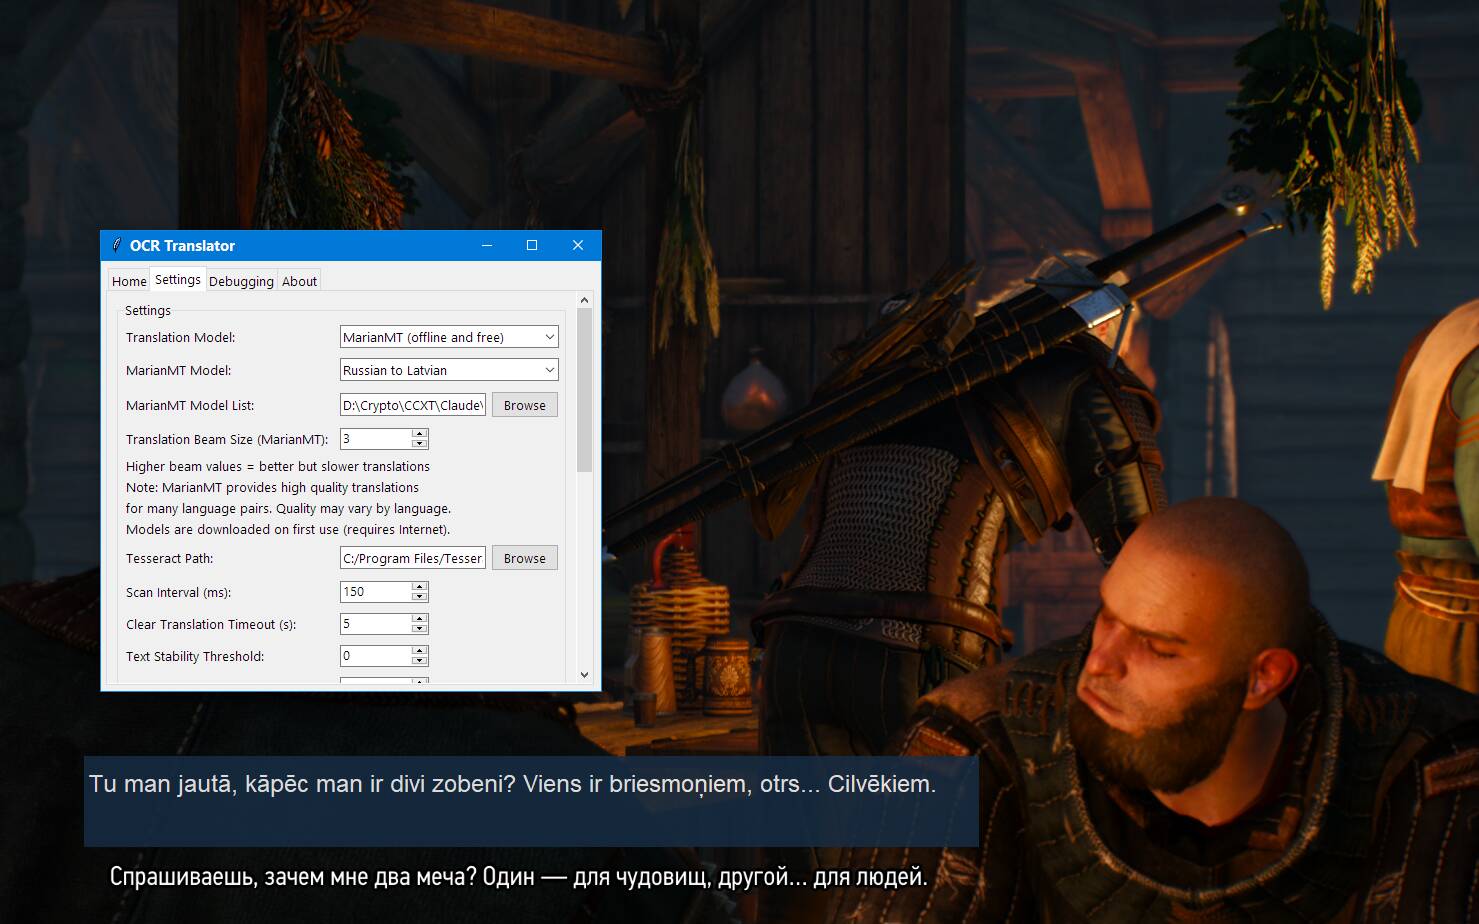 OCR Translator
Home Settings Debugging About
Settings
Translation Model: MarianMT (offline and free)
MarianMT Model: Russian to Latvian
MarianMT Model List: D:\Crypto\CCXT\Claude\ Browse
Translation Beam Size (MarianMT): 3
Higher beam values = better but slower translations
Note: MarianMT provides high quality translations
for many language pairs. Quality may vary by language.
Models are downloaded on first use (requires Internet).
Tesseract Path: C:/Program Files/Tesser Browse
Scan Interval (ms): 150
Clear Translation Timeout (s): 5
Text Stability Threshold: 0
Tu man jautā, kāpēc man ir divi zobeni? Viens ir briesmoņiem, otrs... Cilvēkiem.
Спрашиваешь, зачем мне два меча? Один — для чудовищ, другой... для людей.